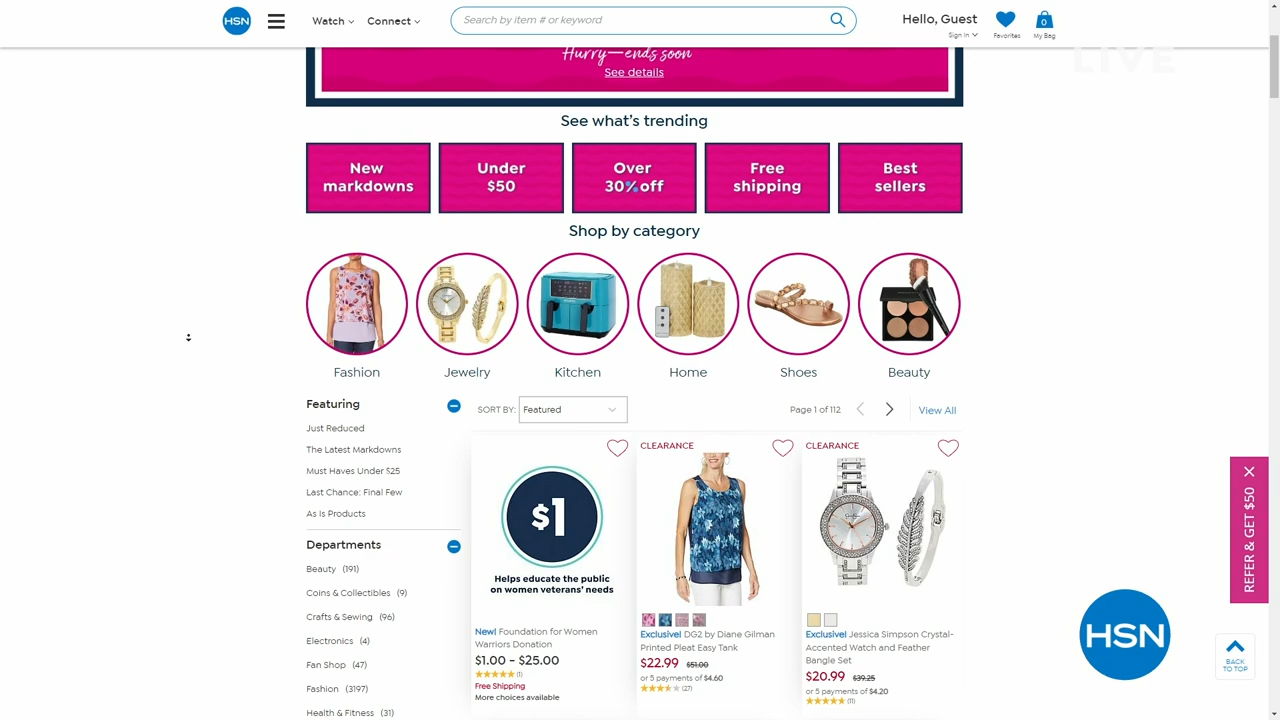 HSN
Watch
Connect
Search by item # or keyword
Hello, Guest
Sign In
Favorites
0
My Bag
LIVE
Hurry—ends soon
See details
See what's trending
New
markdowns
Under
$50
Over
30% off
Free
shipping
Best
sellers
Shop by category
Fashion
Jewelry
Kitchen
Home
Shoes
Beauty
Featuring
Just Reduced
The Latest Markdowns
Must Haves Under $25
Last Chance: Final Few
As Is Products
Departments
Beauty (191)
Coins & Collectibles (9)
Crafts & Sewing (96)
Electronics (4)
Fan Shop (47)
Fashion (3197)
Health & Fitness (31)
SORT BY:
Featured
Page 1 of 112
View All
$1
Helps educate the public
on women veterans' needs
New! Foundation for Women
Warriors Donation
$1.00 - $25.00
(1)
Free Shipping
More choices available
CLEARANCE
Exclusive! DG2 by Diane Gilman
Printed Pleat Easy Tank
$22.99 $51.00
or 5 payments of $4.60
(27)
CLEARANCE
Exclusive! Jessica Simpson Crystal-
Accented Watch and Feather
Bangle Set
$20.99 $39.25
or 5 payments of $4.20
(11)
REFER & GET $50
HSN
BACK
TO TOP